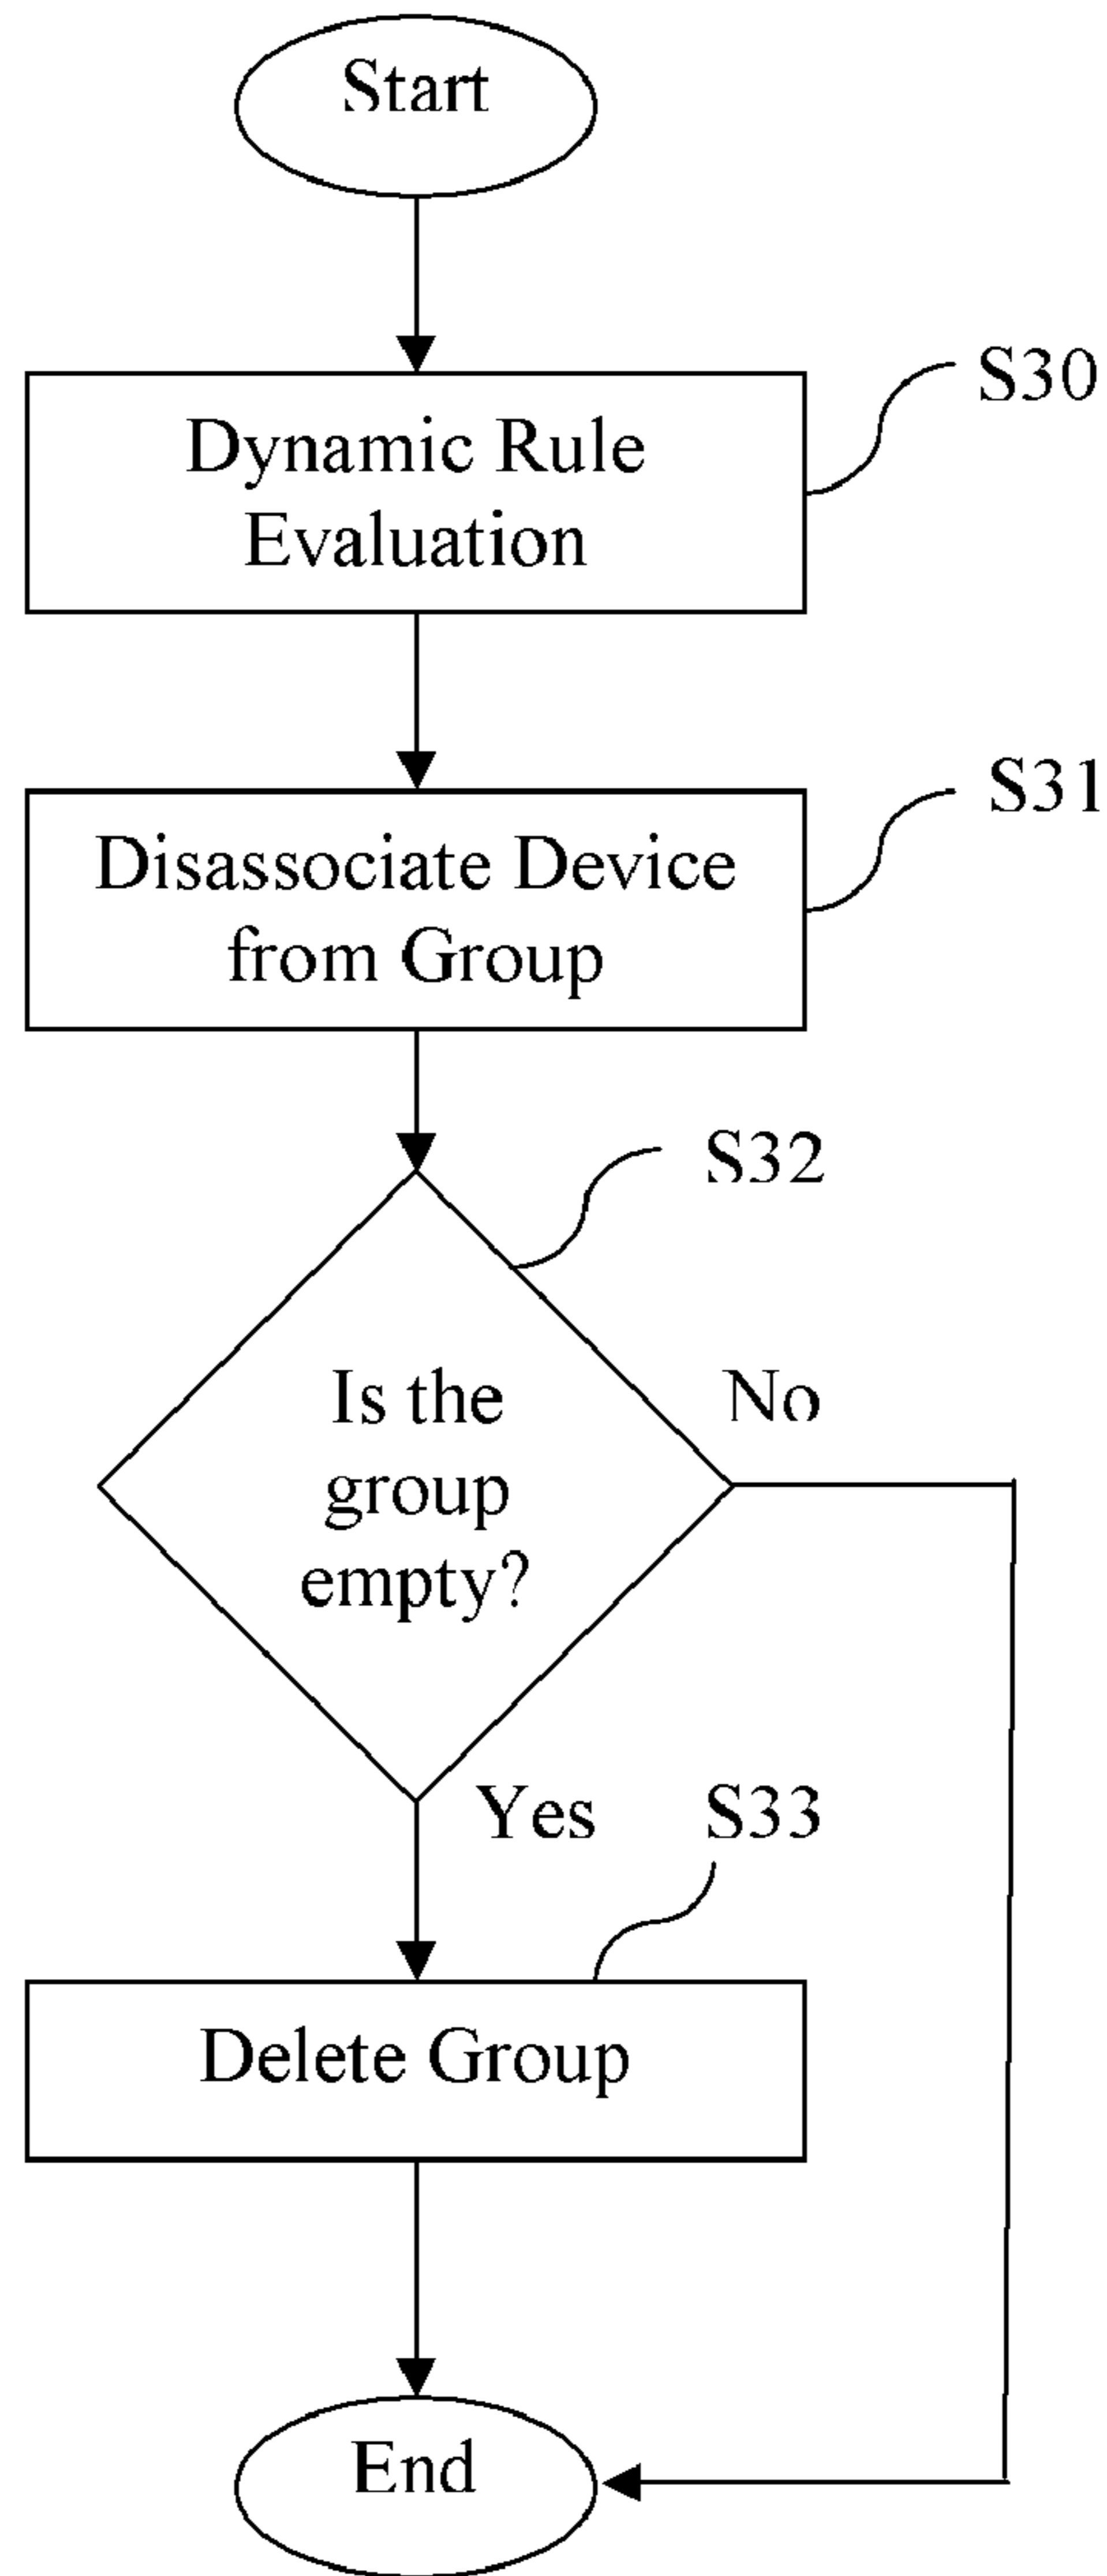 Start
S30
Dynamic Rule
Evaluation
S31
Disassociate Device
from Group
S32
Is the
group
empty?
No
Yes
S33
Delete Group
End